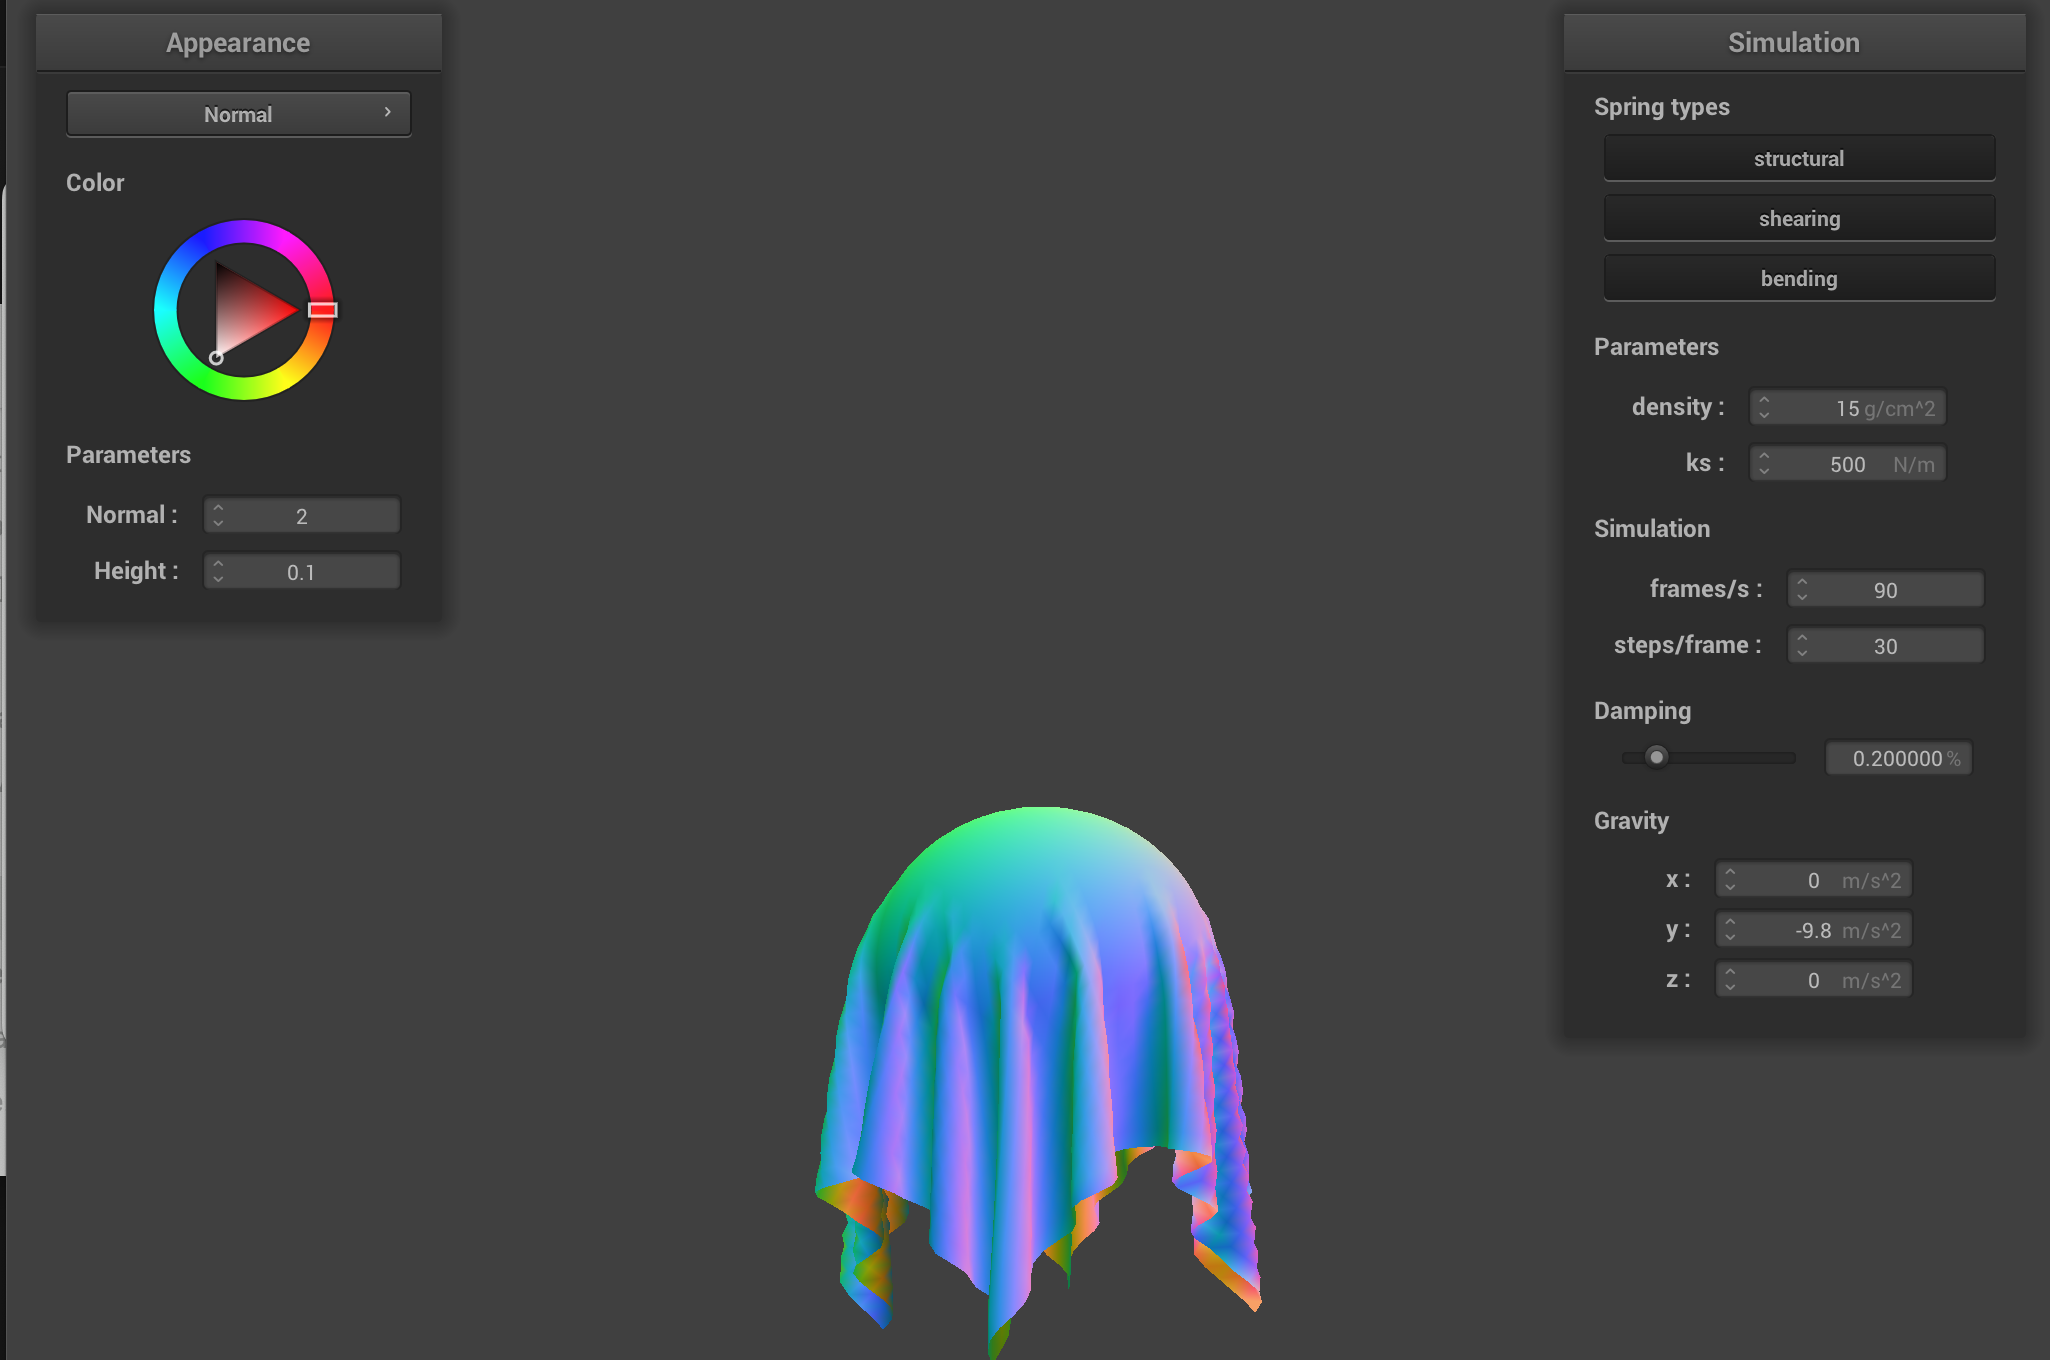 Appearance
Normal
Color
Parameters
Normal : 2
Height : 0.1
Simulation
Spring types
structural
shearing
bending
Parameters
density : 15 g/cm^2
ks : 500 N/m
Simulation
frames/s : 90
steps/frame : 30
Damping
0.200000 %
Gravity
x : 0 m/s^2
y : -9.8 m/s^2
z : 0 m/s^2